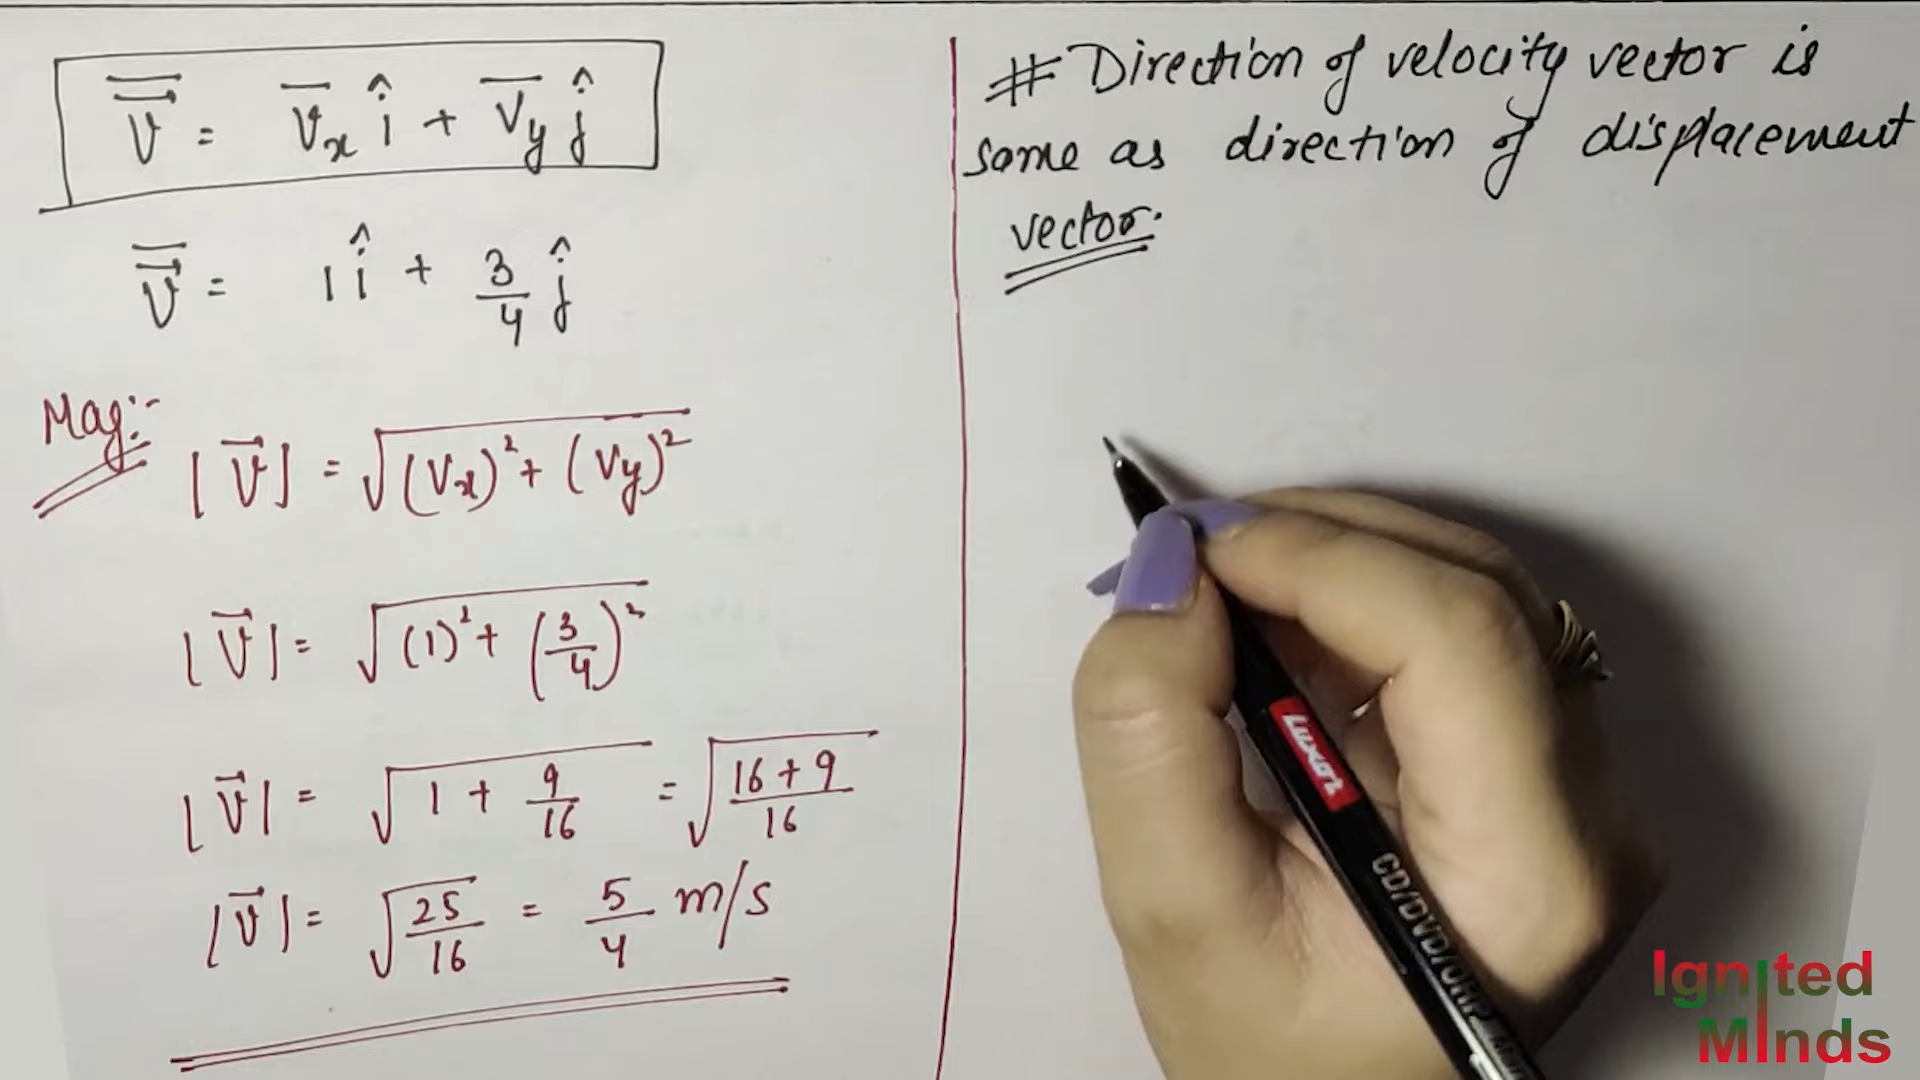 v⃗ = v̅x î + v̅y ĵ
v⃗ = 1 î + 3/4 ĵ
Mag:-
|v⃗| = √((Vx)² + (Vy)²)
|v⃗| = √((1)² + (3/4)²)
|v⃗| = √(1 + 9/16) = √((16+9)/16)
|v⃗| = √(25/16) = 5/4 m/s
# Direction of velocity vector is
same as direction of displacement
vector.
LUXOR
CD/DVD/OHP
Ignited
Minds